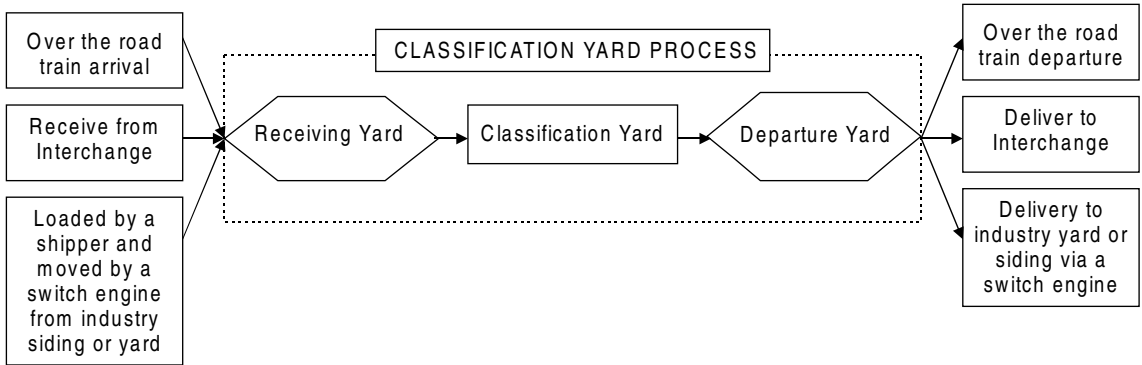 Over the road
train arrival
Receive from
Interchange
Loaded by a
shipper and
moved by a
switch engine
from industry
siding or yard
CLASSIFICATION YARD PROCESS
Receiving Yard
Classification Yard
Departure Yard
Over the road
train departure
Deliver to
Interchange
Delivery to
industry yard or
siding via a
switch engine